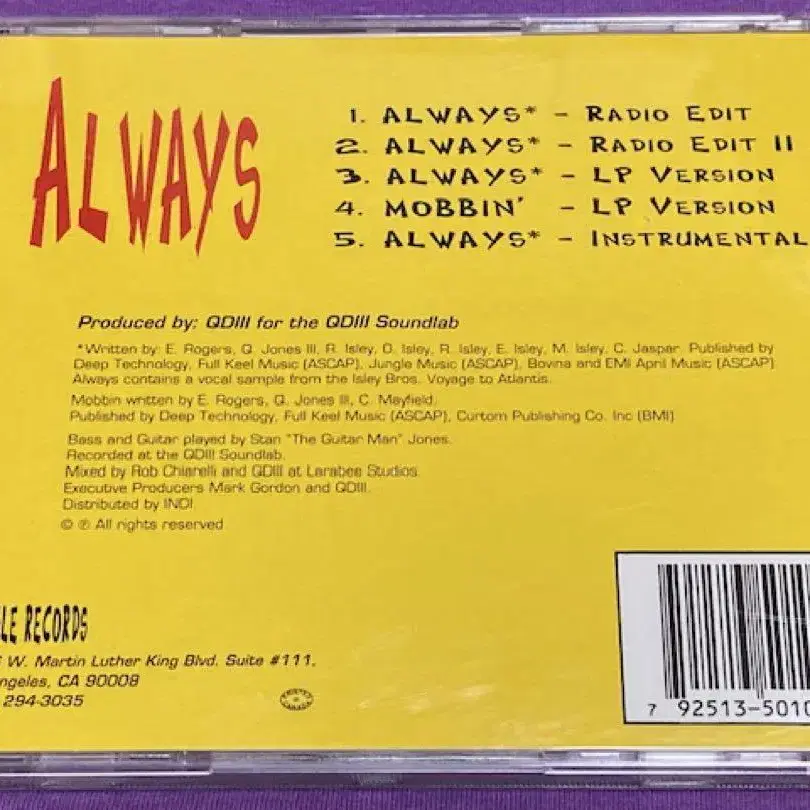 ALWAYS
1. ALWAYS* - RADIO EDIT
2. ALWAYS* - RADIO EDIT II
3. ALWAYS* - LP VERSION
4. MOBBIN' - LP VERSION
5. ALWAYS* - INSTRUMENTAL
Produced by: QDIII for the QDIII Soundlab
*Written by: E. Rogers, Q. Jones III, R. Isley, O. Isley, R. Isley, E. Isley, M. Isley, C. Jasper. Published by
Deep Technology, Full Keel Music (ASCAP), Jungle Music (ASCAP), Bovina and EMI April Music (ASCAP)
Always contains a vocal sample from the Isley Bros. Voyage to Atlantis.
Mobbin written by E. Rogers, Q. Jones III, C. Mayfield.
Published by Deep Technology, Full Keel Music (ASCAP), Curtom Publishing Co. Inc (BMI)
Bass and Guitar played by Stan "The Guitar Man" Jones.
Recorded at the QDIII Soundlab.
Mixed by Rob Chiarelli and QDIII at Larabee Studios.
Executive Producers Mark Gordon and QDIII.
Distributed by INDI.
© ℗ All rights reserved
LE RECORDS
W. Martin Luther King Blvd. Suite #111,
ngeles, CA 90008
294-3035
7 92513-501